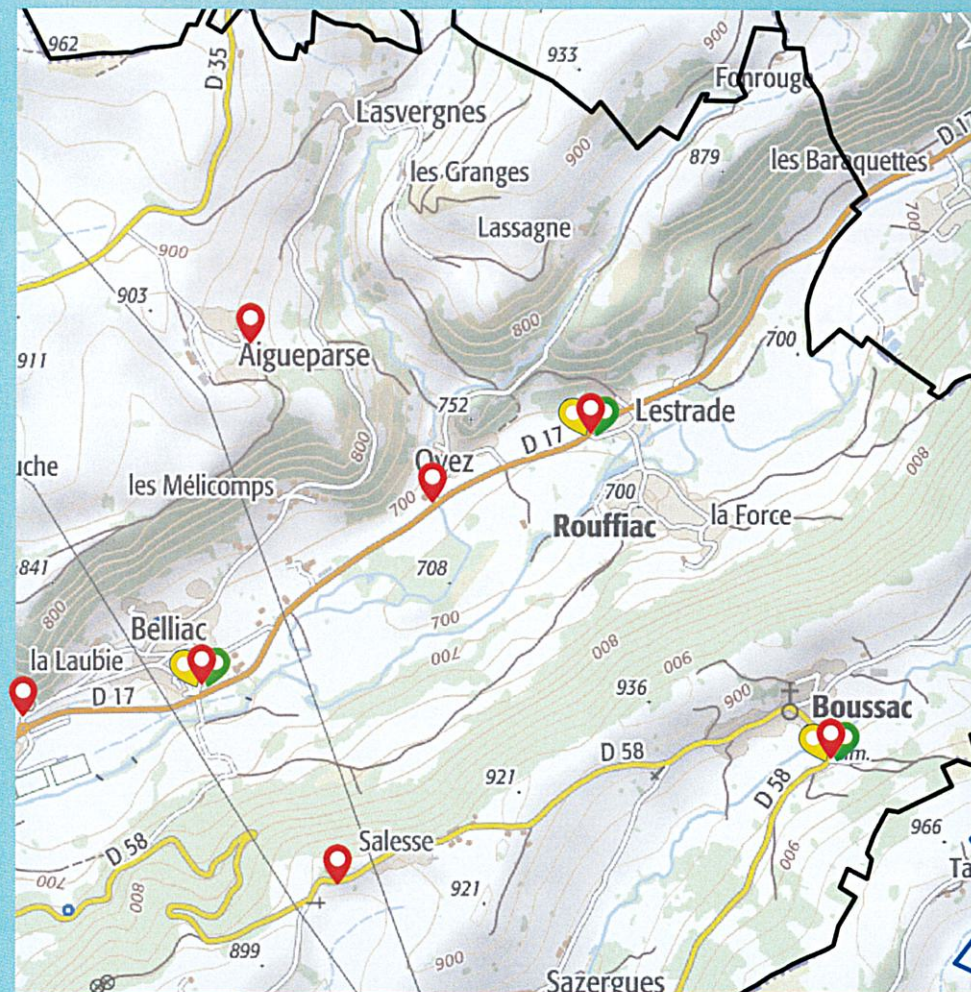 962
D 35
933
900
Fonrouge
Lasvergnes
D 17
879
les Baraquettes
900
les Granges
Lassagne
700
900
903
800
700
Aigueparse
911
752
Lestrade
D 17
800
Oyez
800
les Mélicomps
700
700
la Force
Rouffiac
841
708
800
700
700
Belliac
800
la Laubie
900
936
900
D 17
Boussac
D 58
921
D 58
966
D 58
Salesse
900
700
800
921
899
900
Sazergues